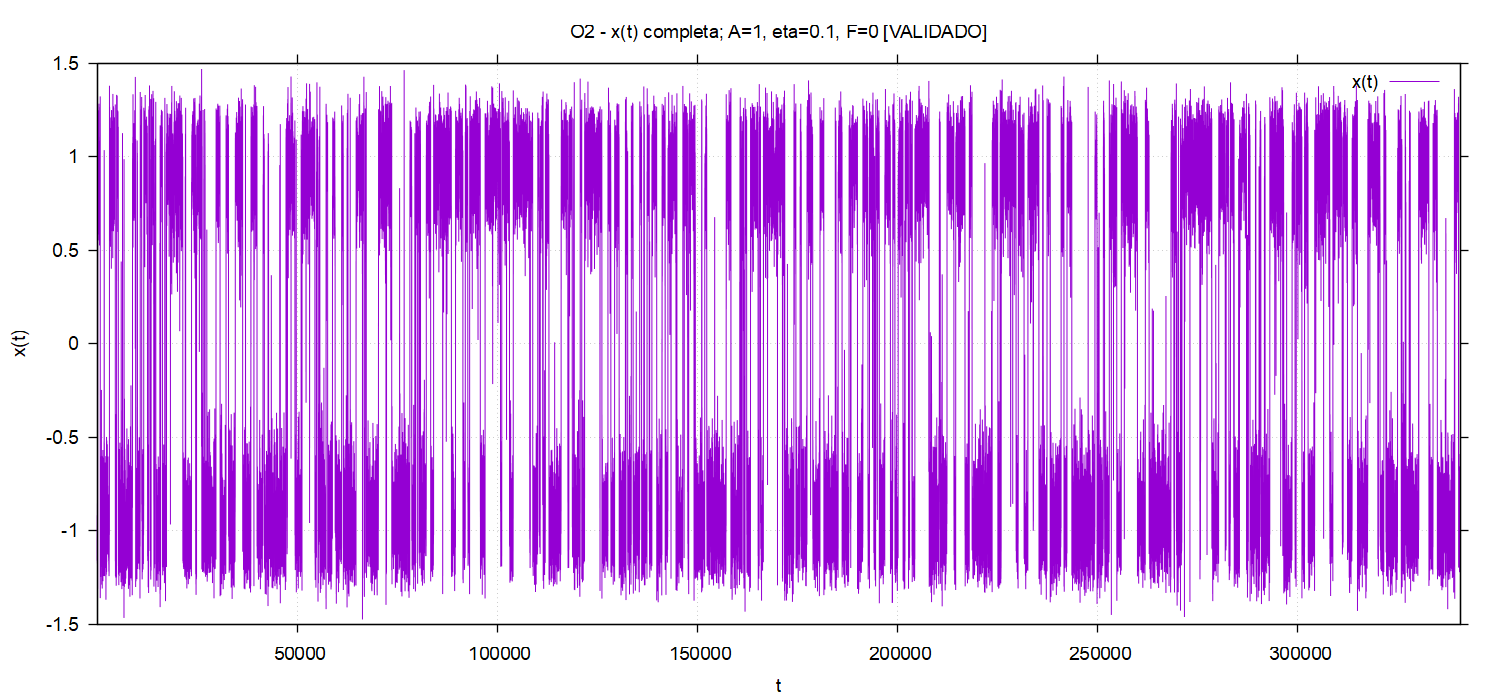 O2 - x(t) completa; A=1, eta=0.1, F=0 [VALIDADO]
x(t)
1.5
1
0.5
0
-0.5
-1
-1.5
x(t)
50000 100000 150000 200000 250000 300000
t